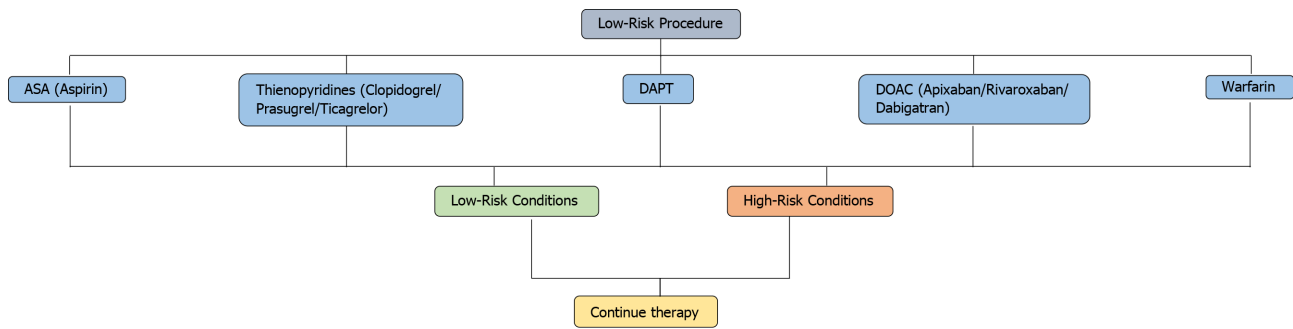 Low-Risk Procedure
ASA (Aspirin)
Thienopyridines (Clopidogrel/
Prasugrel/Ticagrelor)
DAPT
DOAC (Apixaban/Rivaroxaban/
Dabigatran)
Warfarin
Low-Risk Conditions
High-Risk Conditions
Continue therapy